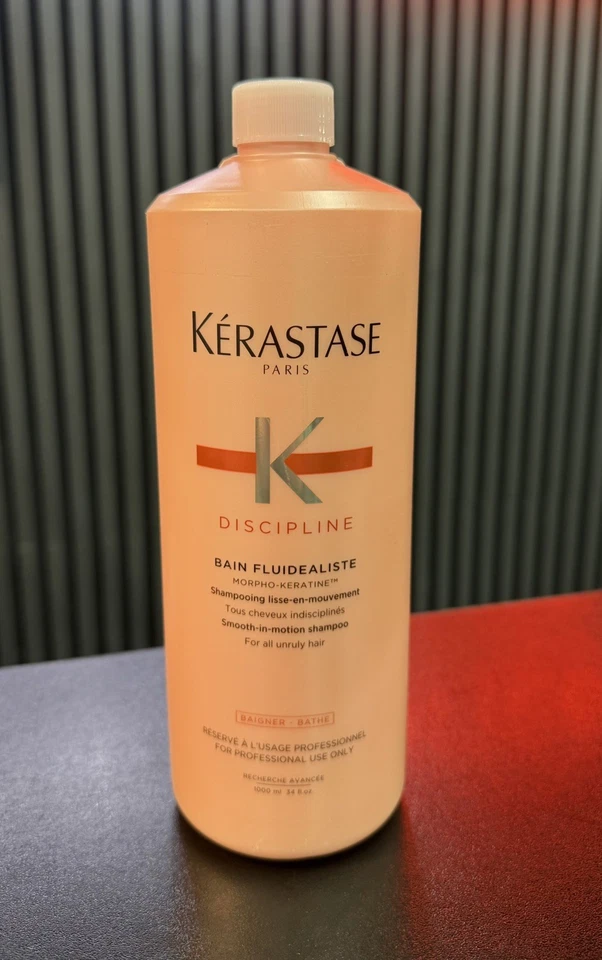 KÉRASTASE
PARIS
K
DISCIPLINE
BAIN FLUIDEALISTE
MORPHO-KERATINE™
Shampooing lisse-en-mouvement
Tous cheveux indisciplinés
Smooth-in-motion shampoo
For all unruly hair
BAIGNER - BATHE
RESERVE À L'USAGE PROFESSIONNEL
FOR PROFESSIONAL USE ONLY
RECHERCHE AVANCÉE
1000 ml 34 fl.oz